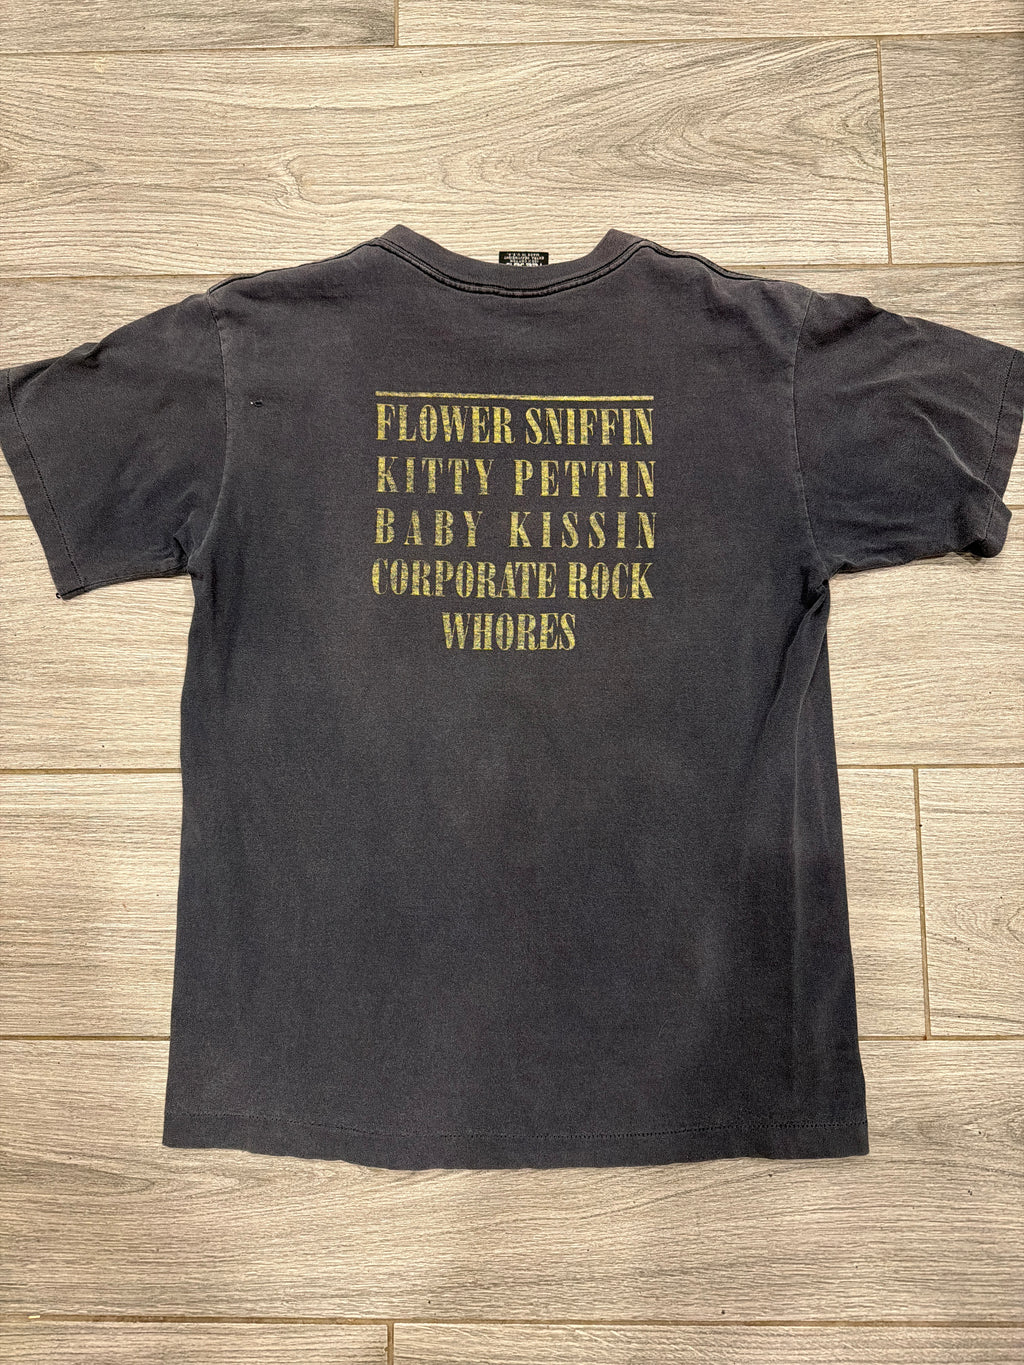 FLOWER SNIFFIN
KITTY PETTIN
BABY KISSIN
CORPORATE ROCK
WHORES